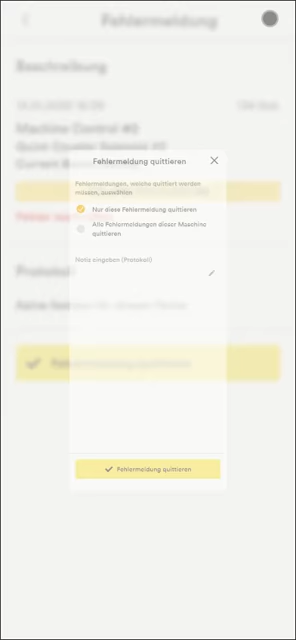 Fehlermeldung
Beschreibung
Machine Control #2
Fehlermeldung quittieren
Fehlermeldungen, welche quittiert werden
müssen, auswählen
Nur diese Fehlermeldung quittieren
Alle Fehlermeldungen dieser Maschine
quittieren
Notiz eingeben (Protokoll)
Fehlermeldung quittieren